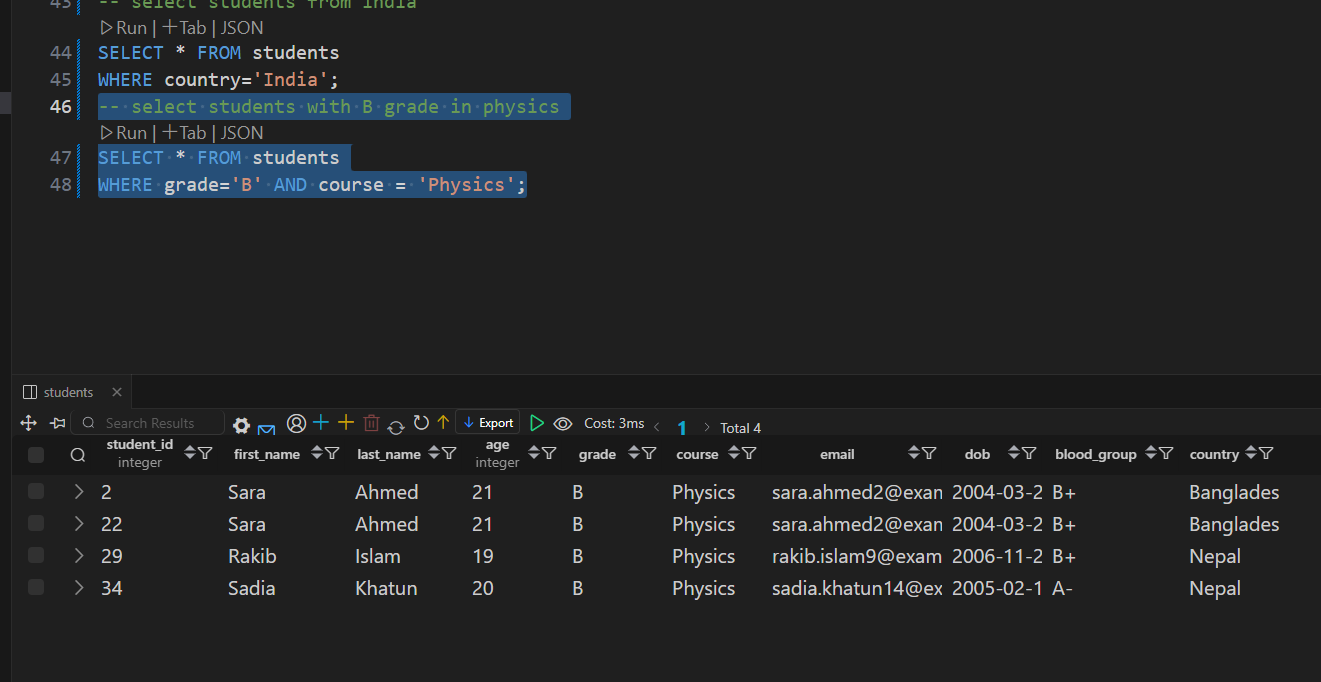 43 -- select students from India
Run | Tab | JSON
44 SELECT * FROM students
45 WHERE country='India';
46 -- select students with B grade in physics
Run | Tab | JSON
47 SELECT * FROM students
48 WHERE grade='B' AND course = 'Physics';
students
Search Results Export Cost: 3ms 1 Total 4
student_id integer first_name last_name age integer grade course email dob blood_group country
2 Sara Ahmed 21 B Physics sara.ahmed2@exan 2004-03-2 B+ Banglades
22 Sara Ahmed 21 B Physics sara.ahmed2@exan 2004-03-2 B+ Banglades
29 Rakib Islam 19 B Physics rakib.islam9@exam 2006-11-2 B+ Nepal
34 Sadia Khatun 20 B Physics sadia.khatun14@ex 2005-02-1 A- Nepal